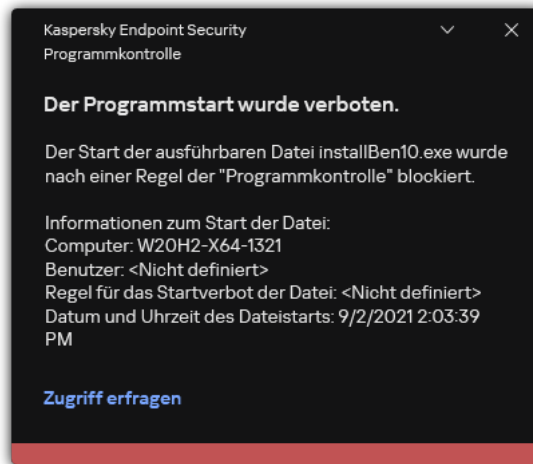 Kaspersky Endpoint Security
Programmkontrolle
Der Programmstart wurde verboten.
Der Start der ausführbaren Datei installBen10.exe wurde
nach einer Regel der "Programmkontrolle" blockiert.
Informationen zum Start der Datei:
Computer: W20H2-X64-1321
Benutzer: <Nicht definiert>
Regel für das Startverbot der Datei: <Nicht definiert>
Datum und Uhrzeit des Dateistarts: 9/2/2021 2:03:39
PM
Zugriff erfragen